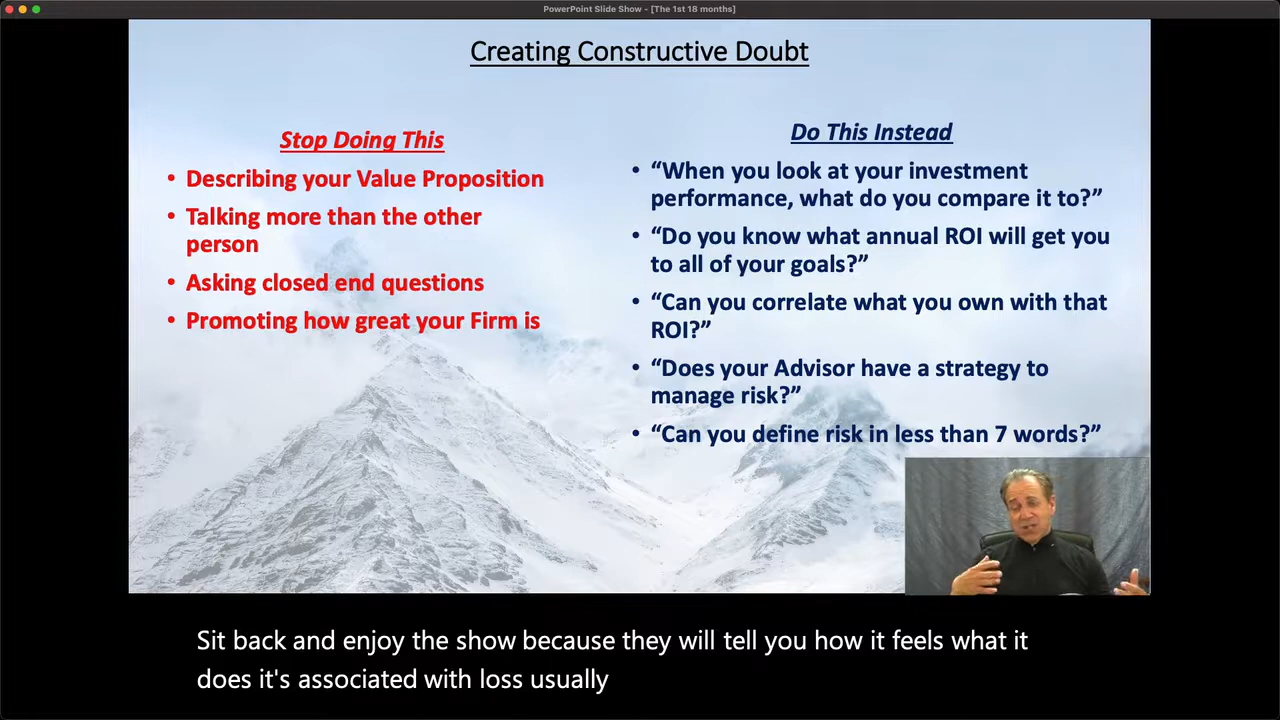 PowerPoint Slide Show - [The 1st 18 months]
Creating Constructive Doubt
Stop Doing This
• Describing your Value Proposition
• Talking more than the other
person
• Asking closed end questions
• Promoting how great your Firm is
Do This Instead
• “When you look at your investment
performance, what do you compare it to?”
• “Do you know what annual ROI will get you
to all of your goals?”
• “Can you correlate what you own with that
ROI?”
• “Does your Advisor have a strategy to
manage risk?”
• “Can you define risk in less than 7 words?”
Sit back and enjoy the show because they will tell you how it feels what it
does it's associated with loss usually